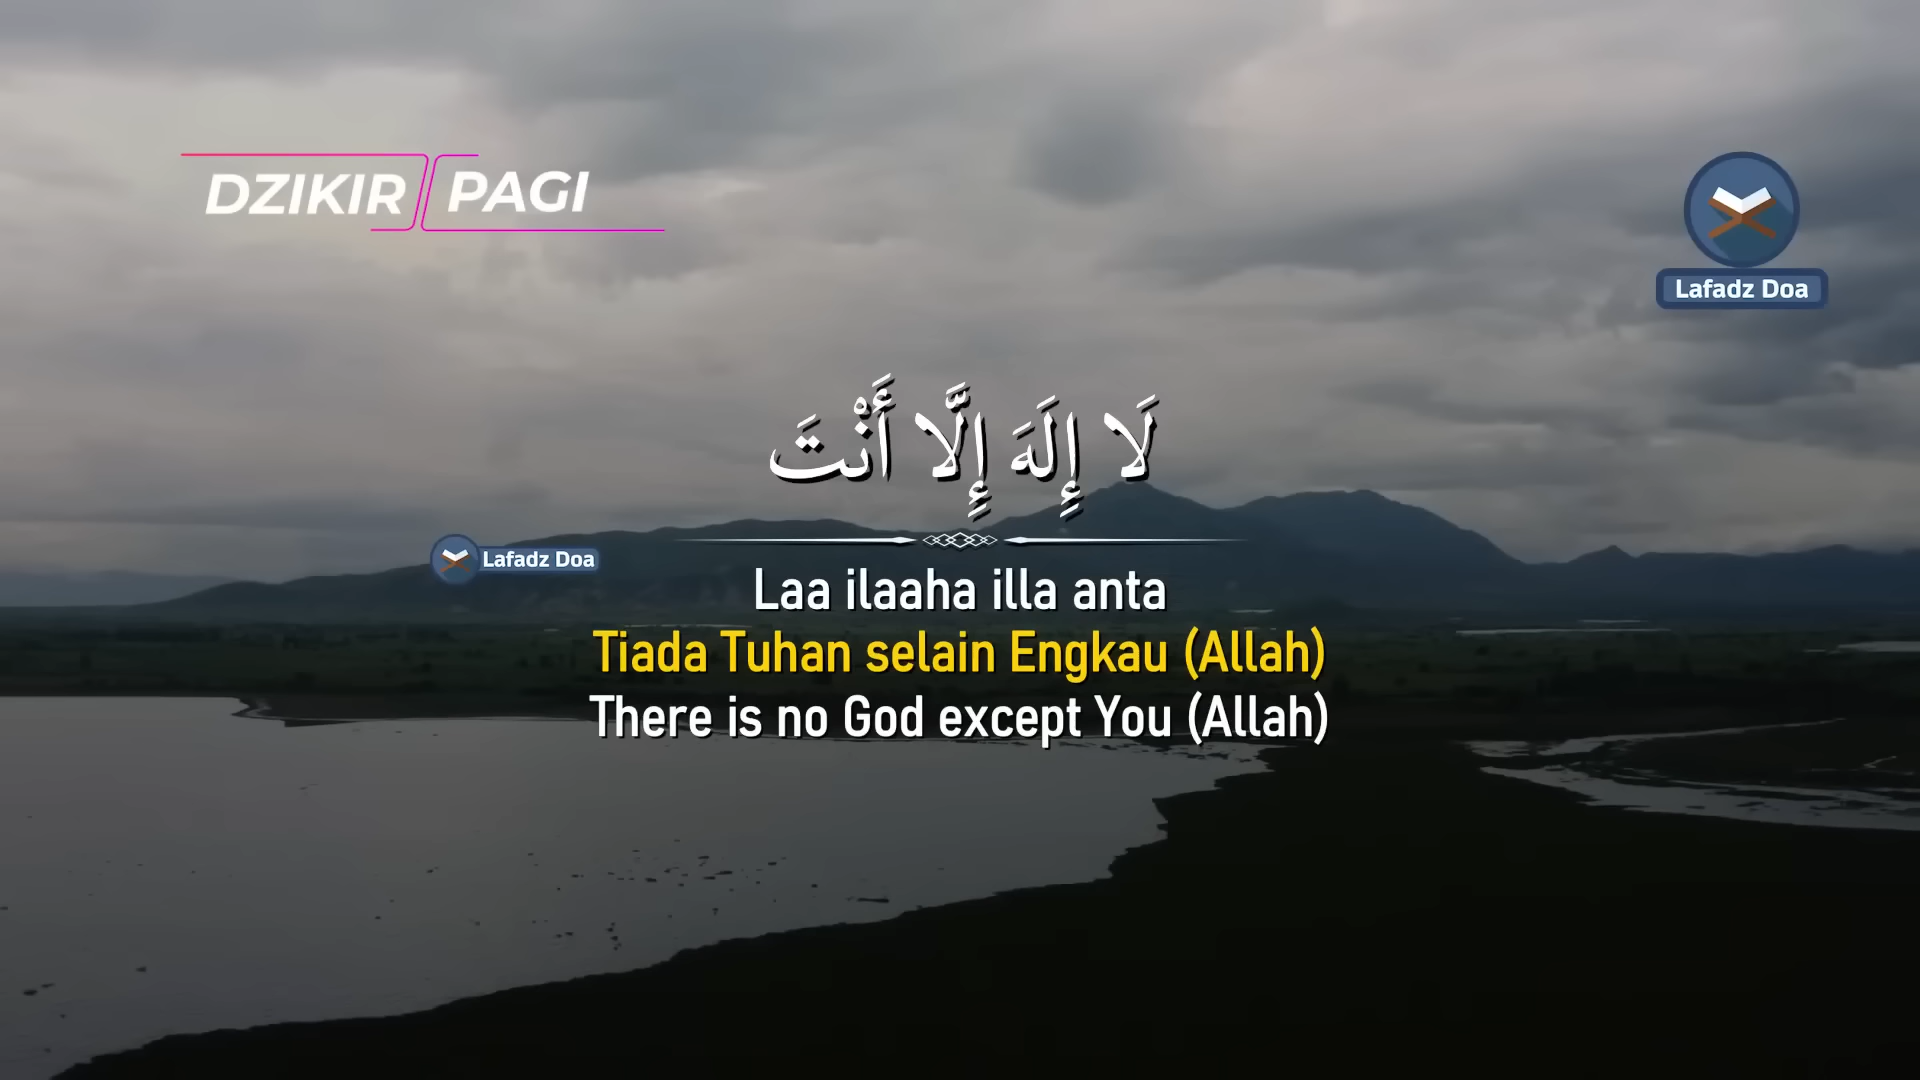 DZIKIR PAGI
Lafadz Doa
لَا إِلَهَ إِلَّا أَنْتَ
Lafadz Doa
Laa ilaaha illa anta
Tiada Tuhan selain Engkau (Allah)
There is no God except You (Allah)